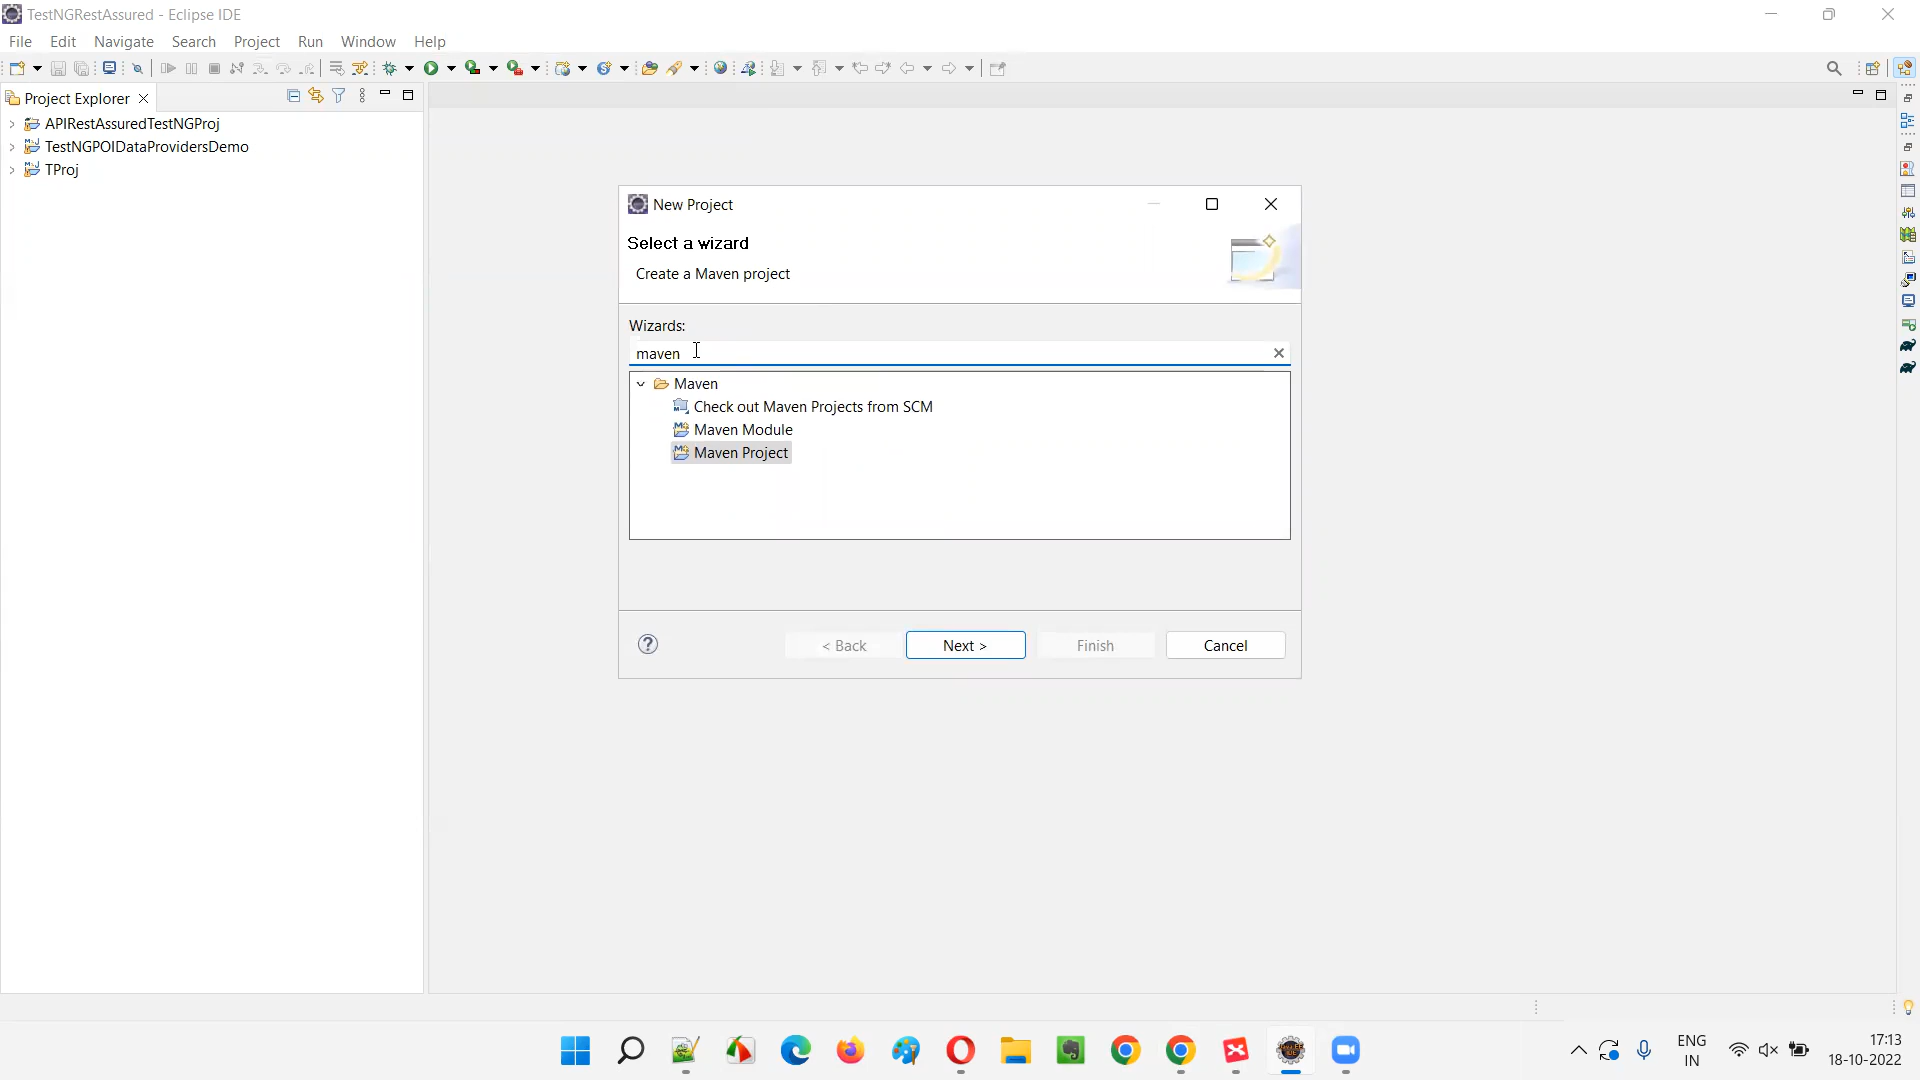 TestNGRestAssured - Eclipse IDE
File Edit Navigate Search Project Run Window Help
Project Explorer
APIRestAssuredTestNGProj
TestNGPOIDataProvidersDemo
TProj
New Project
Select a wizard
Create a Maven project
Wizards:
maven
Maven
Check out Maven Projects from SCM
Maven Module
Maven Project
< Back Next > Finish Cancel
ENG
IN
17:13
18-10-2022